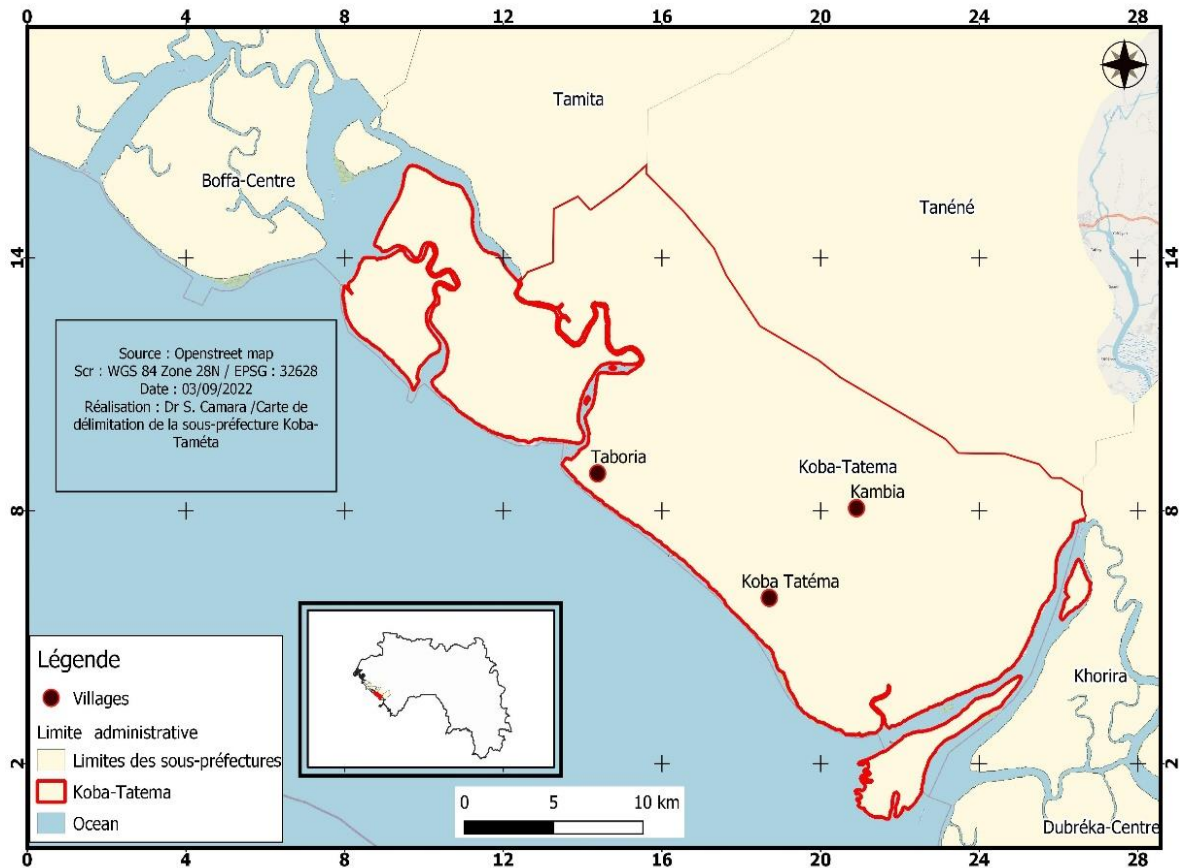 0 4 8 12 16 20 24 28
Tamita
Boffa-Centre
Tanéné
14 14
Source : Openstreet map
Scr : WGS 84 Zone 28N / EPSG : 32628
Date : 03/09/2022
Réalisation : Dr S. Camara /Carte de
délimitation de la sous-préfecture Koba-
Taméta
Taboria
Koba-Tatema
Kambia
8 8
Koba Tatéma
Légende
Villages
Limite administrative
Limites des sous-préfectures
Koba-Tatema
Ocean
Khorira
2 2
0 5 10 km
Dubréka-Centre
0 4 8 12 16 20 24 28